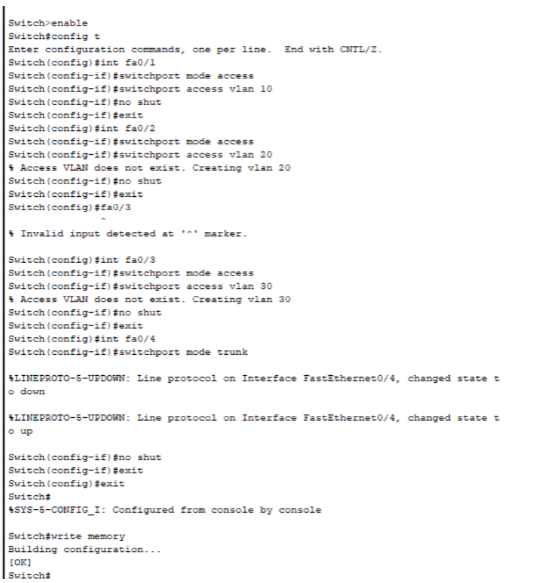 Switch>enable
Switch#config t
Enter configuration commands, one per line.  End with CNTL/Z.
Switch(config)#int fa0/1
Switch(config-if)#switchport mode access
Switch(config-if)#switchport access vlan 10
Switch(config-if)#no shut
Switch(config-if)#exit
Switch(config)#int fa0/2
Switch(config-if)#switchport mode access
Switch(config-if)#switchport access vlan 20
% Access VLAN does not exist. Creating vlan 20
Switch(config-if)#no shut
Switch(config-if)#exit
Switch(config)#fa0/3
^
% Invalid input detected at '^' marker.
Switch(config)#int fa0/3
Switch(config-if)#switchport mode access
Switch(config-if)#switchport access vlan 30
% Access VLAN does not exist. Creating vlan 30
Switch(config-if)#no shut
Switch(config-if)#exit
Switch(config)#int fa0/4
Switch(config-if)#switchport mode trunk
%LINEPROTO-5-UPDOWN: Line protocol on Interface FastEthernet0/4, changed state t
o down
%LINEPROTO-5-UPDOWN: Line protocol on Interface FastEthernet0/4, changed state t
o up
Switch(config-if)#no shut
Switch(config-if)#exit
Switch(config)#exit
Switch#
%SYS-5-CONFIG_I: Configured from console by console
Switch#write memory
Building configuration...
[OK]
Switch#